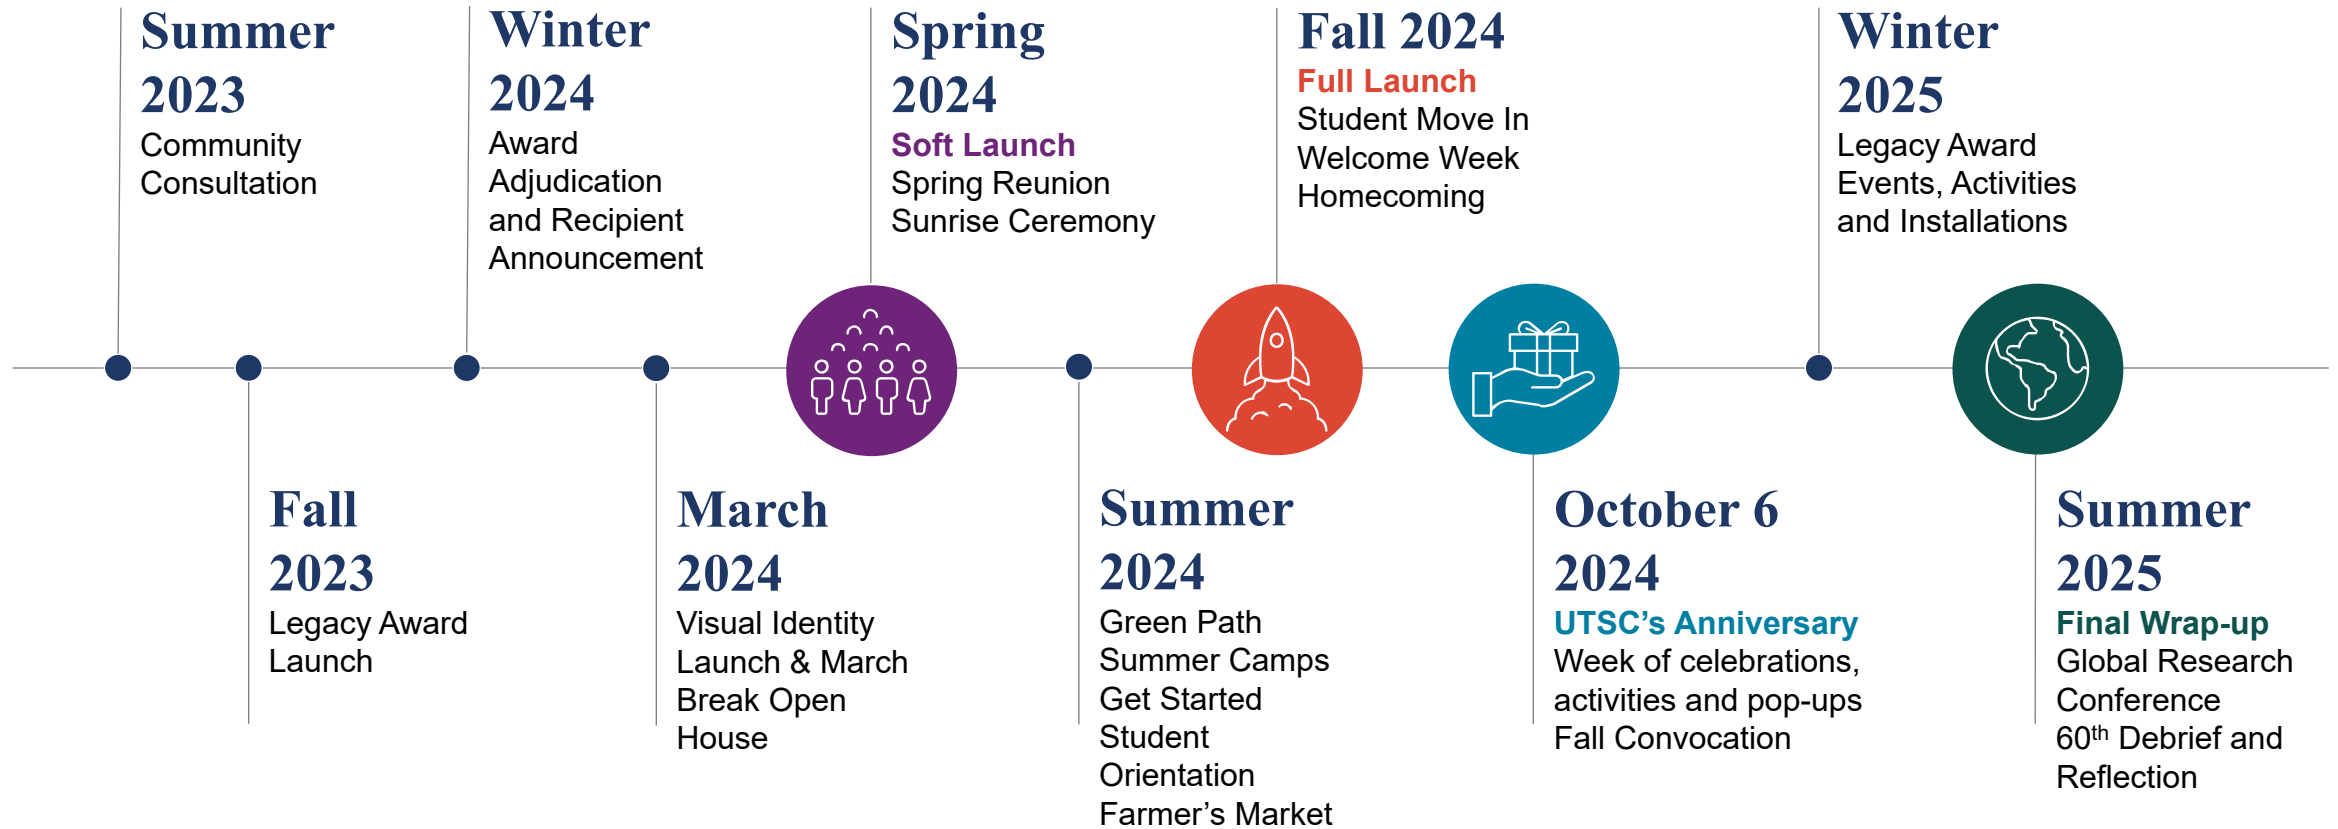 Summer
2023
Community
Consultation
Fall
2023
Legacy Award
Launch
Winter
2024
Award
Adjudication
and Recipient
Announcement
March
2024
Visual Identity
Launch & March
Break Open
House
Spring
2024
Soft Launch
Spring Reunion
Sunrise Ceremony
Summer
2024
Green Path
Summer Camps
Get Started
Student
Orientation
Farmer’s Market
Fall 2024
Full Launch
Student Move In
Welcome Week
Homecoming
October 6
2024
UTSC’s Anniversary
Week of celebrations,
activities and pop-ups
Fall Convocation
Winter
2025
Legacy Award
Events, Activities
and Installations
Summer
2025
Final Wrap-up
Global Research
Conference
60th Debrief and
Reflection